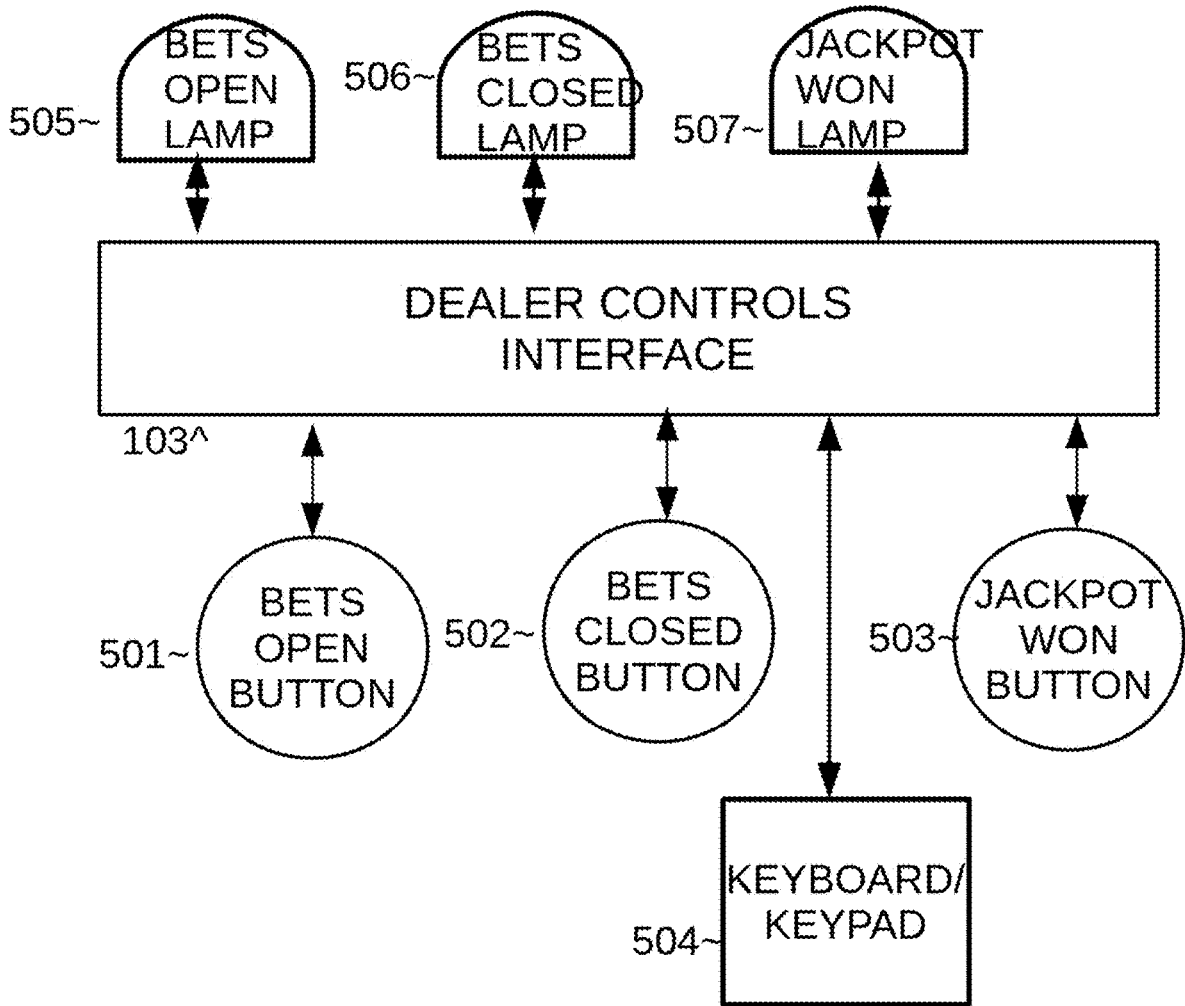 BETS
OPEN
LAMP
505~
BETS
CLOSED
LAMP
506~
JACKPOT
WON
LAMP
507~
DEALER CONTROLS
INTERFACE
103^
BETS
OPEN
BUTTON
501~
BETS
CLOSED
BUTTON
502~
JACKPOT
WON
BUTTON
503~
KEYBOARD/
KEYPAD
504~